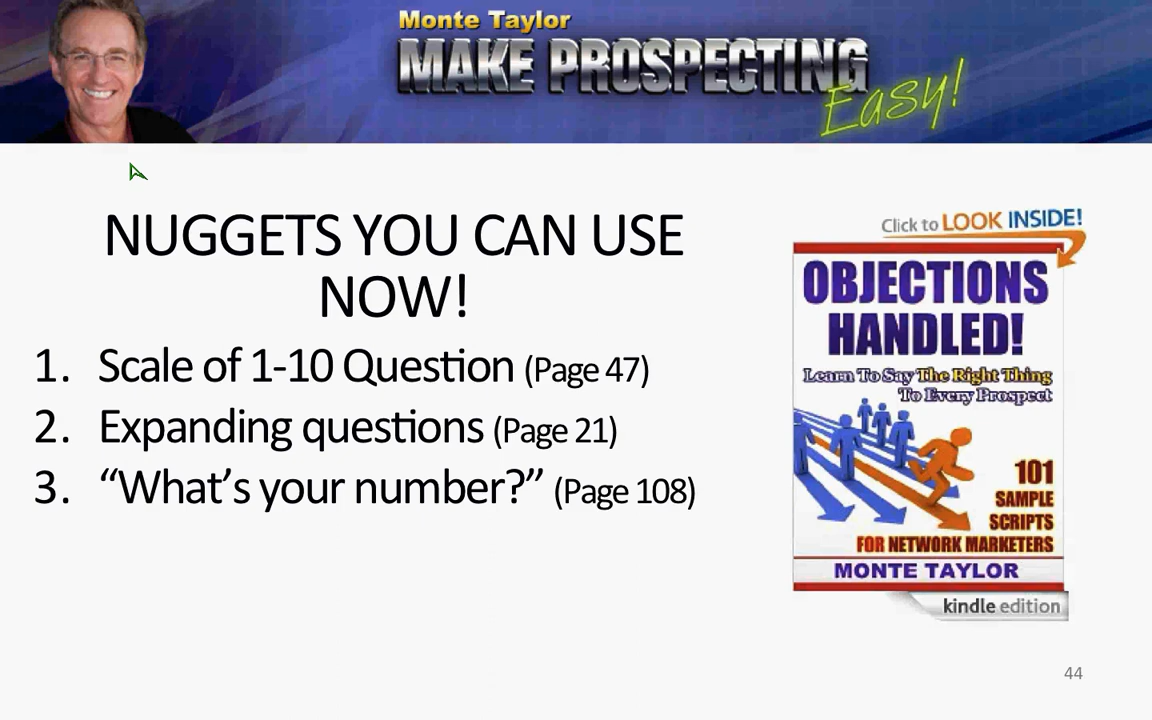 Monte Taylor
MAKE PROSPECTING
Easy!
NUGGETS YOU CAN USE
NOW!
1. Scale of 1-10 Question (Page 47)
2. Expanding questions (Page 21)
3. “What’s your number?” (Page 108)
Click to LOOK INSIDE!
OBJECTIONS
HANDLED!
Learn To Say The Right Thing
To Every Prospect
101
SAMPLE
SCRIPTS
FOR NETWORK MARKETERS
MONTE TAYLOR
kindle edition
44